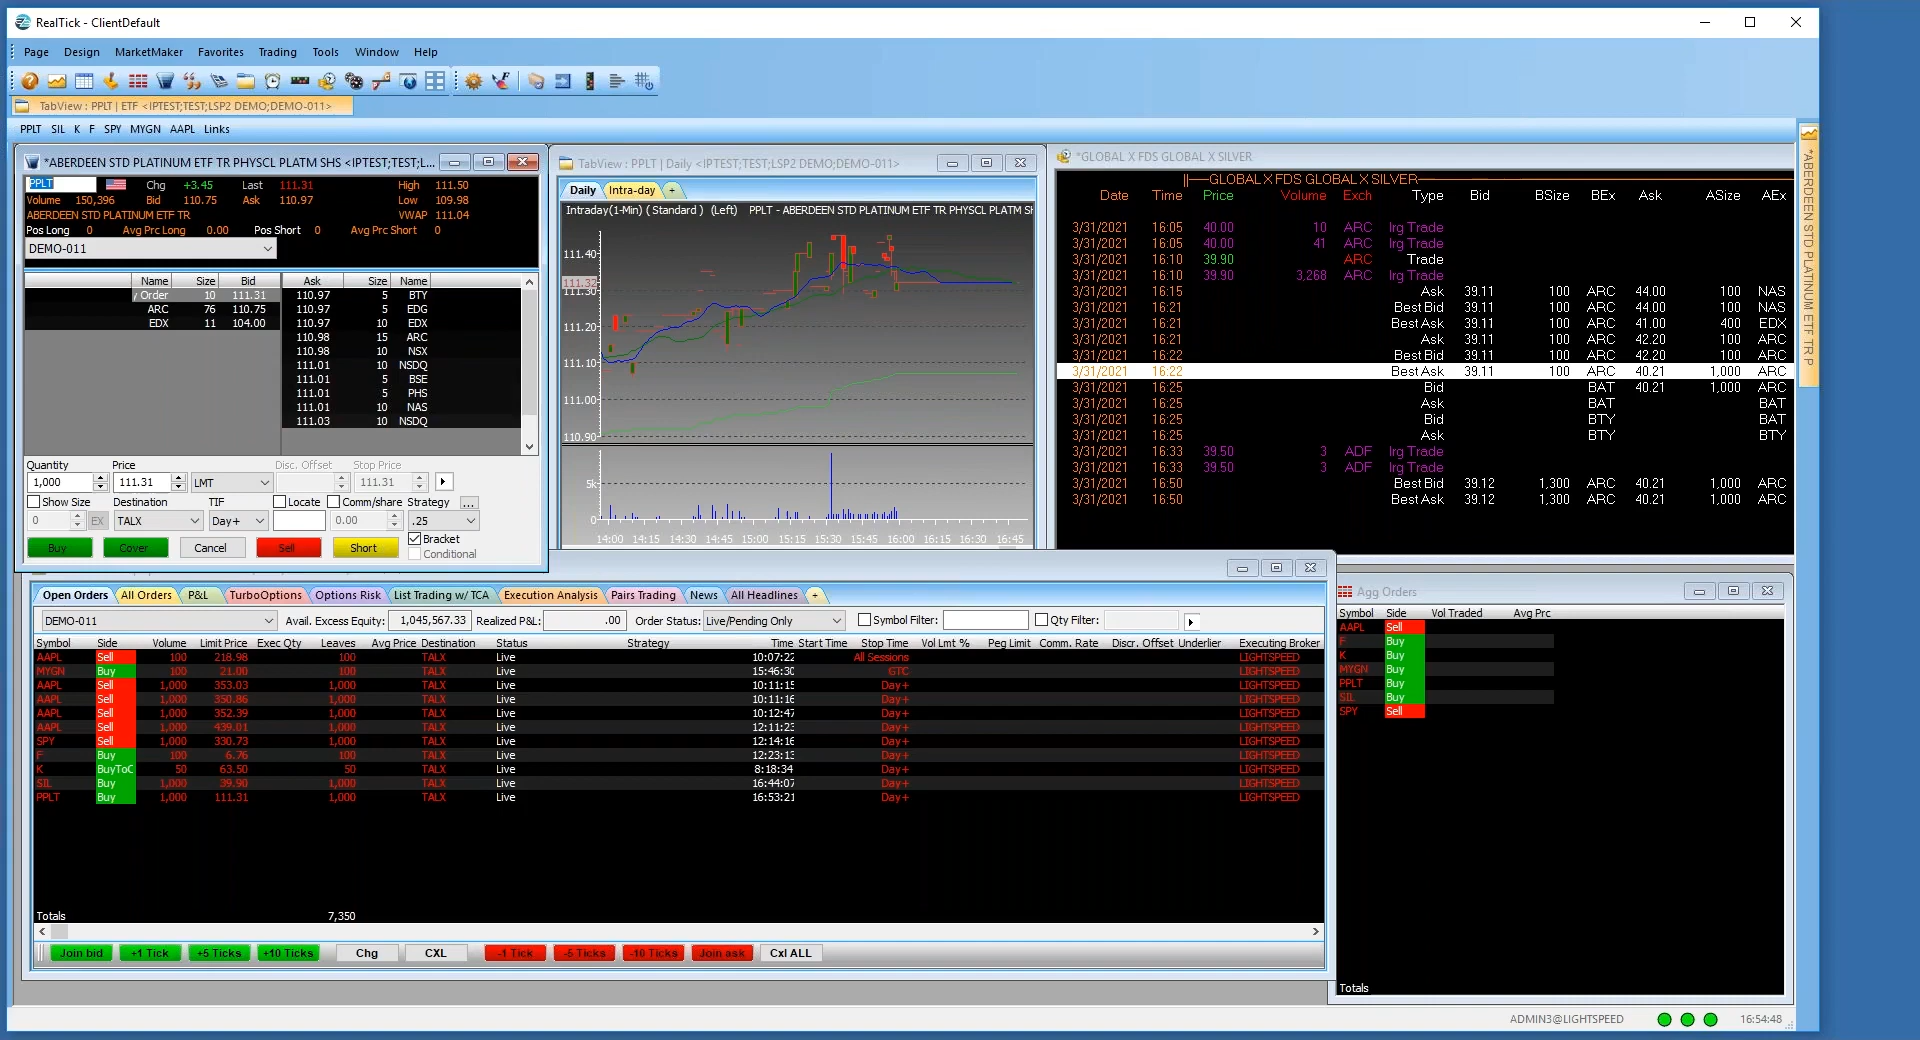 RealTick - ClientDefault
Page Design MarketMaker Favorites Trading Tools Window Help
TabView : PPLT | ETF <IPTEST;TEST;LSP2 DEMO;DEMO-011>
PPLT SIL K F SPY MYGN AAPL Links
*ABERDEEN STD PLATINUM ETF TR PHYSCL PLATM SHS <IPTEST;TEST;L...
PPLT Chg +3.45 Last 111.31 High 111.50
Volume 150,396 Bid 110.75 Ask 110.97 Low 109.98
ABERDEEN STD PLATINUM ETF TR VWAP 111.04
Pos Long 0 Avg Prc Long 0.00 Pos Short 0 Avg Prc Short 0
DEMO-011
Name Size Bid Ask Size Name
/ Order 10 111.31 110.97 5 BTY
ARC 76 110.75 110.97 5 EDG
EDX 11 104.00 110.97 10 EDX
110.98 15 ARC
110.98 10 NSX
111.01 10 NSDQ
111.01 5 BSE
111.01 5 PHS
111.01 10 NAS
111.03 10 NSDQ
Quantity Price Disc. Offset Stop Price
1,000 111.31 LMT 111.31
Show Size Destination TIF Locate Comm/share Strategy ...
0 EX TALX Day+ 0.00 .25
Buy Cover Cancel Sell Short Bracket
Conditional
TabView : PPLT | Daily <IPTEST;TEST;LSP2 DEMO;DEMO-011>
Daily Intra-day +
Intraday(1-Min) ( Standard ) (Left) PPLT - ABERDEEN STD PLATINUM ETF TR PHYSCL PLATM SH
111.40
111.32
111.30
111.20
111.10
111.00
110.90
5k
0
14:00 14:15 14:30 14:45 15:00 15:15 15:30 15:45 16:00 16:15 16:30 16:45
*GLOBAL X FDS GLOBAL X SILVER
GLOBAL X FDS GLOBAL X SILVER
Date Time Price Volume Exch Type Bid BSize BEx Ask ASize AEx
3/31/2021 16:05 40.00 10 ARC Irg Trade
3/31/2021 16:05 40.00 41 ARC Irg Trade
3/31/2021 16:10 39.90 ARC Trade
3/31/2021 16:10 39.90 3,268 ARC Irg Trade
3/31/2021 16:15 Ask 39.11 100 ARC 44.00 100 NAS
3/31/2021 16:21 Best Bid 39.11 100 ARC 44.00 100 NAS
3/31/2021 16:21 Best Ask 39.11 100 ARC 41.00 400 EDX
3/31/2021 16:21 Ask 39.11 100 ARC 42.20 100 ARC
3/31/2021 16:22 Best Bid 39.11 100 ARC 42.20 100 ARC
3/31/2021 16:22 Best Ask 39.11 100 ARC 40.21 1,000 ARC
3/31/2021 16:25 Bid BAT 40.21 1,000 ARC
3/31/2021 16:25 Ask BAT BAT
3/31/2021 16:25 Bid BTY BTY
3/31/2021 16:25 Ask BTY BTY
3/31/2021 16:33 39.50 3 ADF Irg Trade
3/31/2021 16:33 39.50 3 ADF Irg Trade
3/31/2021 16:50 Best Bid 39.12 1,300 ARC 40.21 1,000 ARC
3/31/2021 16:50 Best Ask 39.12 1,300 ARC 40.21 1,000 ARC
*ABERDEEN STD PLATINUM ETF TR P
Open Orders All Orders P&L TurboOptions Options Risk List Trading w/ TCA Execution Analysis Pairs Trading News All Headlines +
DEMO-011 Avail. Excess Equity: 1,045,567.33 Realized P&L: .00 Order Status: Live/Pending Only Symbol Filter: Qty Filter:
Symbol Side Volume Limit Price Exec Qty Leaves Avg Price Destination Status Strategy Time Start Time Stop Time Vol Lmt % Peg Limit Comm. Rate Discr. Offset Underlier Executing Broker
AAPL Sell 100 218.98 100 TALX Live 10:07:22 All Sessions LIGHTSPEED
MYGN Buy 100 21.00 100 TALX Live 15:46:30 GTC LIGHTSPEED
AAPL Sell 1,000 353.03 1,000 TALX Live 10:11:15 Day+ LIGHTSPEED
AAPL Sell 1,000 350.86 1,000 TALX Live 10:11:16 Day+ LIGHTSPEED
AAPL Sell 1,000 352.39 1,000 TALX Live 10:12:47 Day+ LIGHTSPEED
AAPL Sell 1,000 439.01 1,000 TALX Live 12:11:23 Day+ LIGHTSPEED
SPY Sell 1,000 330.73 1,000 TALX Live 12:14:16 Day+ LIGHTSPEED
F Buy 100 6.76 100 TALX Live 12:23:13 Day+ LIGHTSPEED
K BuyToC 50 63.50 50 TALX Live 8:18:34 Day+ LIGHTSPEED
SIL Buy 1,000 39.90 1,000 TALX Live 16:44:07 Day+ LIGHTSPEED
PPLT Buy 1,000 111.31 1,000 TALX Live 16:53:21 Day+ LIGHTSPEED
Totals 7,350
Join bid +1 Tick +5 Ticks +10 Ticks Chg CXL -1 Tick -5 Ticks -10 Ticks Join ask Cxl ALL
Agg Orders
Symbol Side Vol Traded Avg Prc
AAPL Sell
F Buy
K Buy
MYGN Buy
PPLT Buy
SIL Buy
SPY Sell
Totals
ADMIN3@LIGHTSPEED 16:54:48